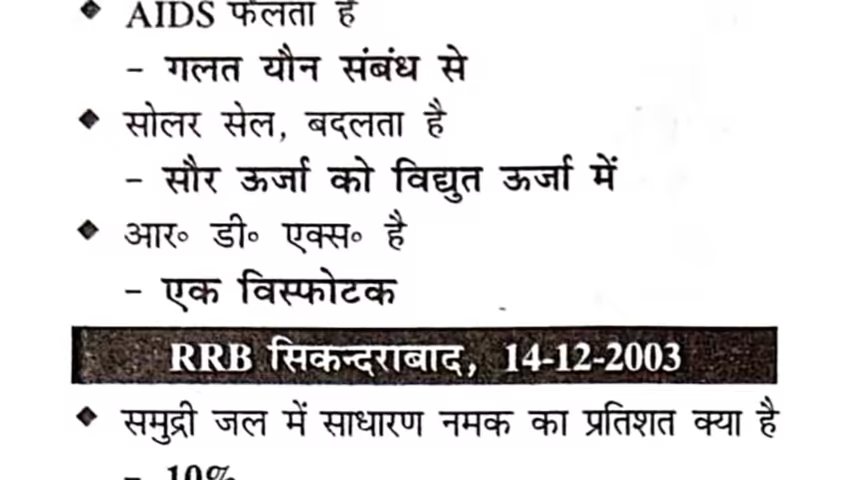 ◆ AIDS फैलता है
– गलत यौन संबंध से
◆ सोलर सेल, बदलता है
– सौर ऊर्जा को विद्युत ऊर्जा में
◆ आर॰ डी॰ एक्स॰ है
– एक विस्फोटक
RRB सिकन्दराबाद, 14-12-2003
◆ समुद्री जल में साधारण नमक का प्रतिशत क्या है
– 10%